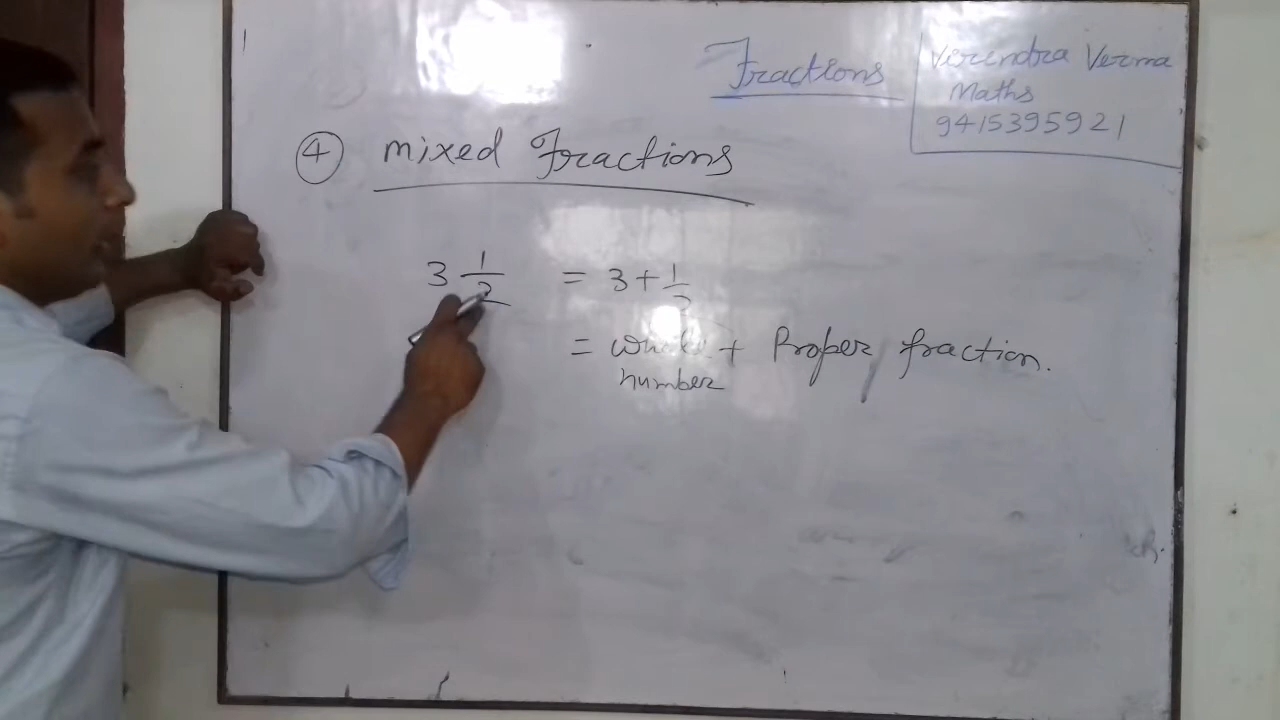 Fractions
Virendra Verma
Maths
9415395921
④ mixed Fractions
3 1/2 = 3 + 1/2
= whole + Proper fraction.
number